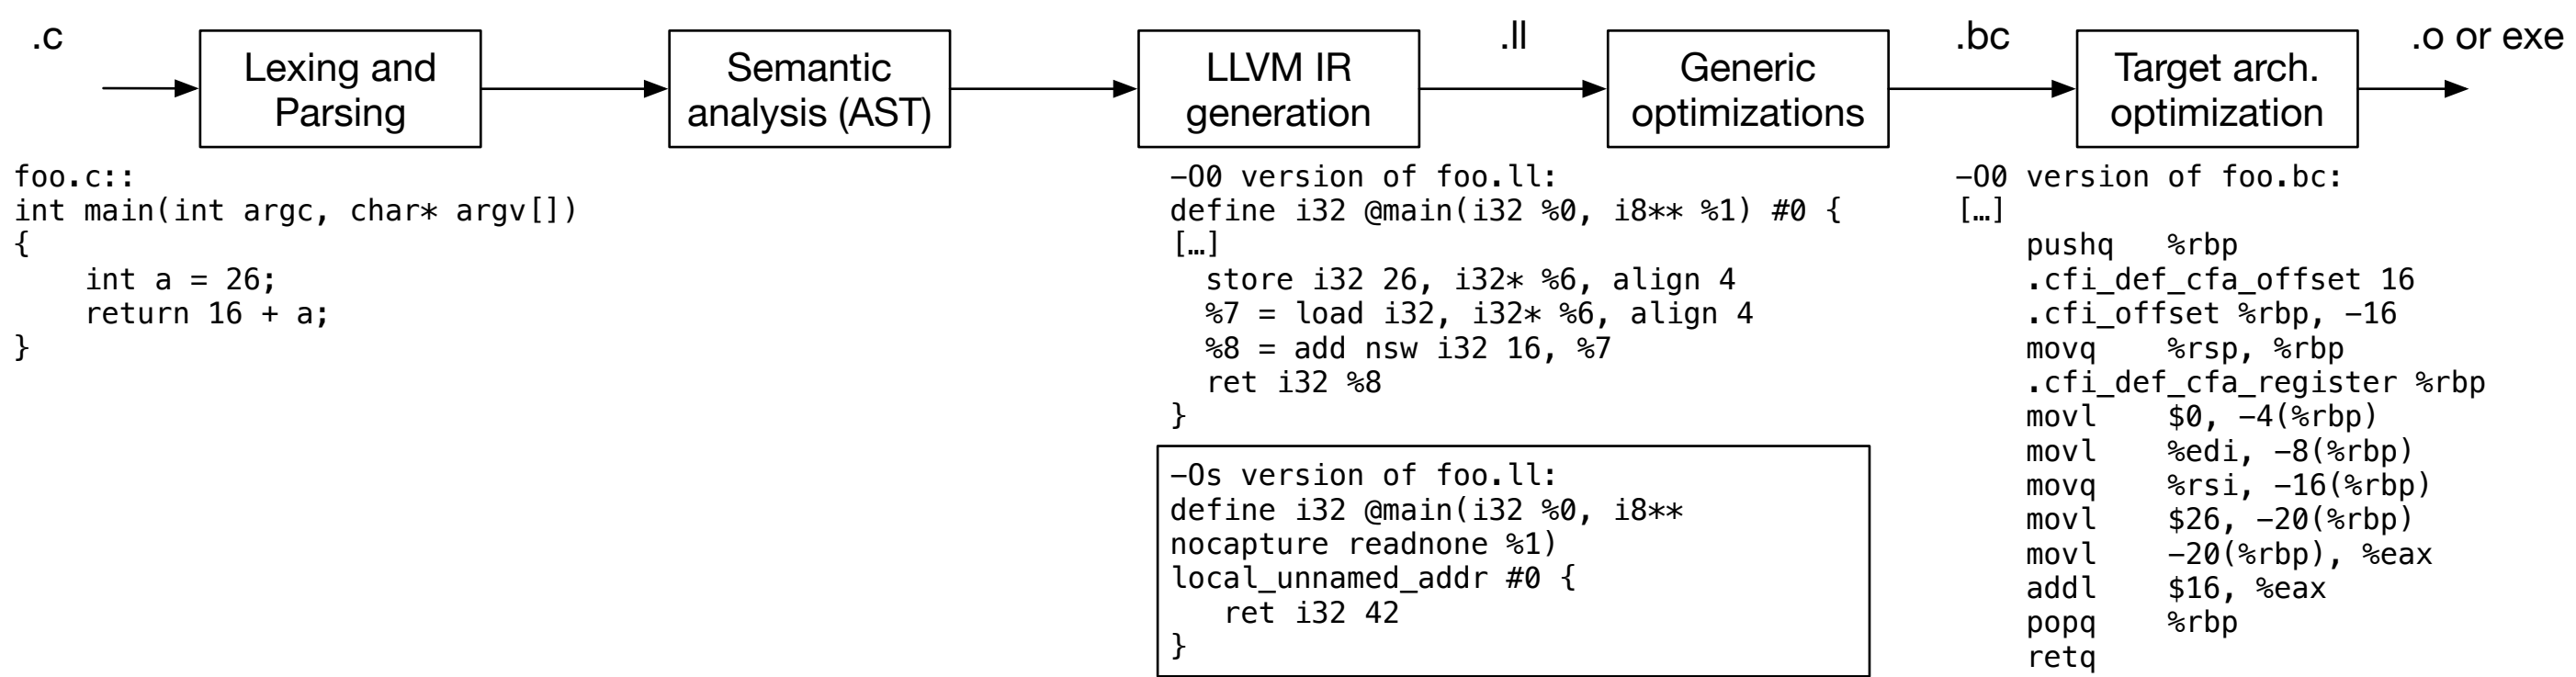 .c
Lexing and
Parsing
Semantic
analysis (AST)
LLVM IR
generation
.ll
Generic
optimizations
.bc
Target arch.
optimization
.o or exe
foo.c::
int main(int argc, char* argv[])
{
    int a = 26;
    return 16 + a;
}
-O0 version of foo.ll:
define i32 @main(i32 %0, i8** %1) #0 {
[…]
  store i32 26, i32* %6, align 4
  %7 = load i32, i32* %6, align 4
  %8 = add nsw i32 16, %7
  ret i32 %8
}
-Os version of foo.ll:
define i32 @main(i32 %0, i8**
nocapture readnone %1)
local_unnamed_addr #0 {
   ret i32 42
}
-O0 version of foo.bc:
[…]
    pushq   %rbp
    .cfi_def_cfa_offset 16
    .cfi_offset %rbp, -16
    movq    %rsp, %rbp
    .cfi_def_cfa_register %rbp
    movl    $0, -4(%rbp)
    movl    %edi, -8(%rbp)
    movq    %rsi, -16(%rbp)
    movl    $26, -20(%rbp)
    movl    -20(%rbp), %eax
    addl    $16, %eax
    popq    %rbp
    retq